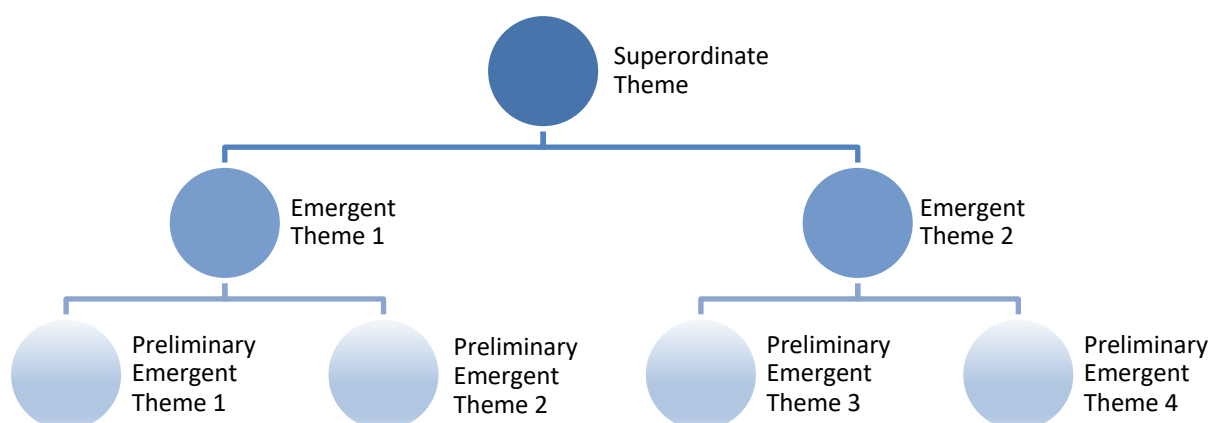 Superordinate
Theme
Emergent
Theme 1
Emergent
Theme 2
Preliminary
Emergent
Theme 1
Preliminary
Emergent
Theme 2
Preliminary
Emergent
Theme 3
Preliminary
Emergent
Theme 4